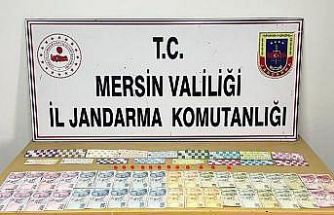 T.C.
MERSİN VALİLİĞİ
İL JANDARMA KOMUTANLIĞI